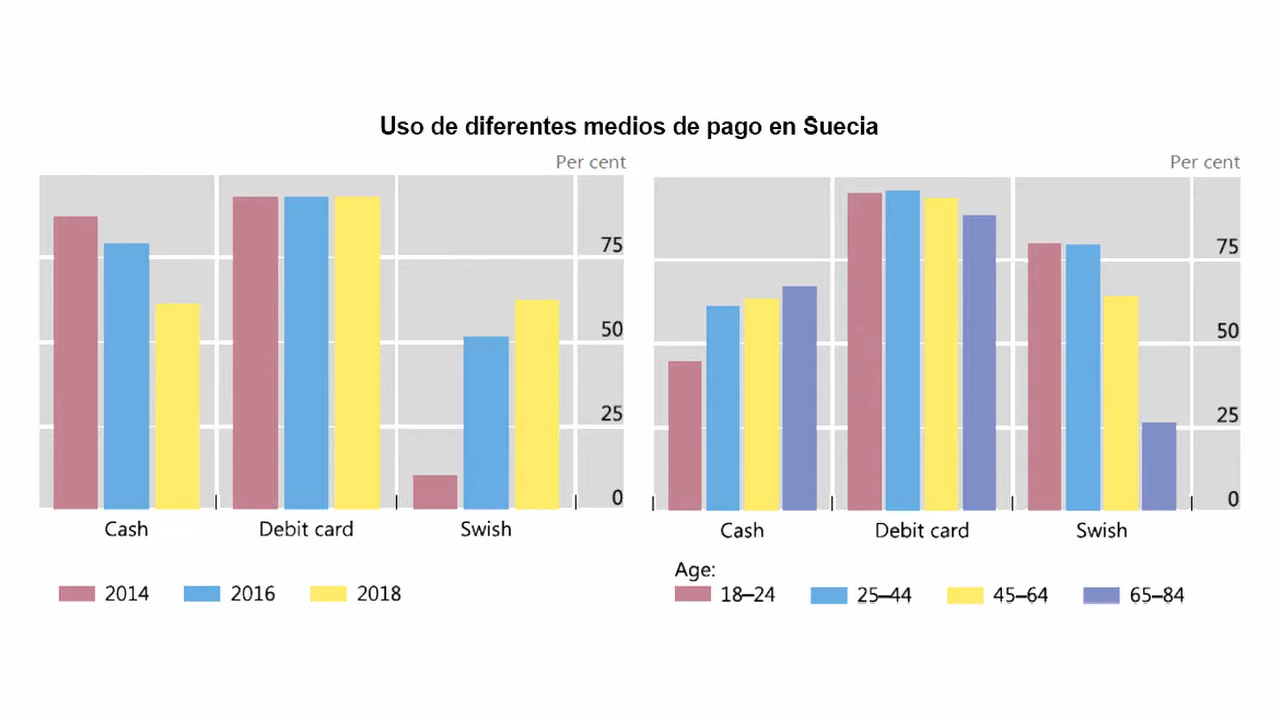 Uso de diferentes medios de pago en Suecia
Per cent
75
50
25
0
Cash Debit card Swish
2014 2016 2018
Per cent
75
50
25
0
Cash Debit card Swish
Age:
18–24 25–44 45–64 65–84